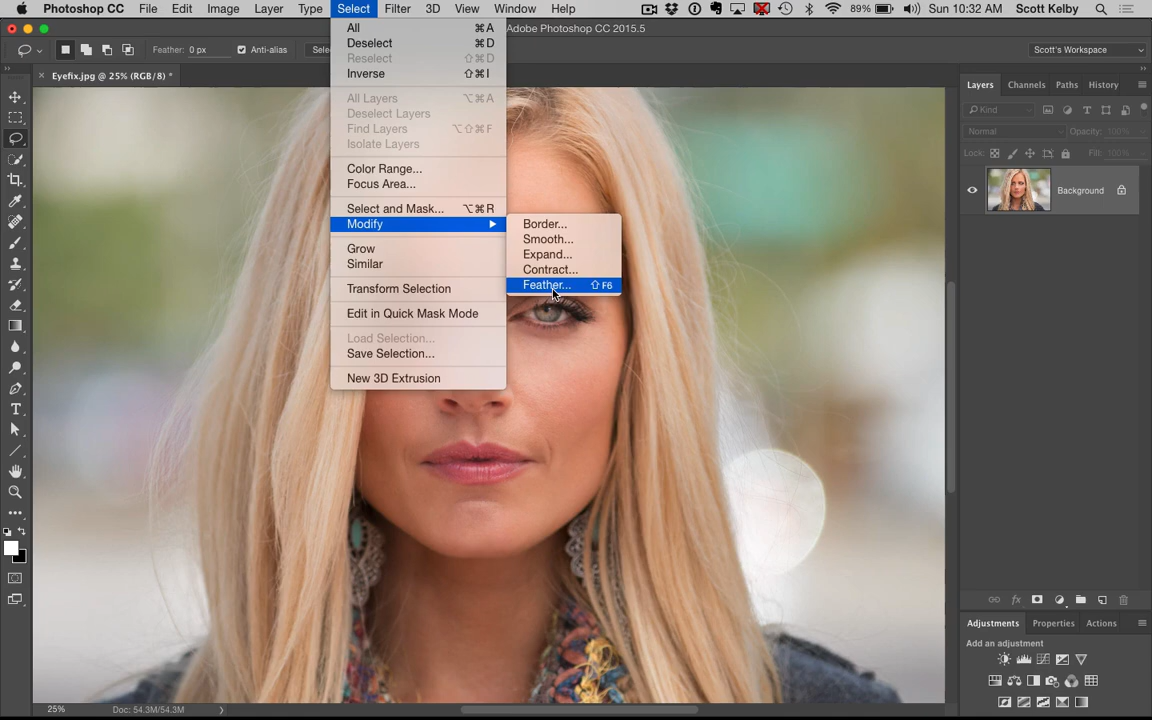 Photoshop CC File Edit Image Layer Type Select Filter 3D View Window Help 89% Sun 10:32 AM Scott Kelby
Adobe Photoshop CC 2015.5
Feather: 0 px Anti-alias Selec Scott's Workspace
Eyefix.jpg @ 25% (RGB/8) *
All ⌘A
Deselect ⌘D
Reselect ⇧⌘D
Inverse ⇧⌘I
All Layers ⌥⌘A
Deselect Layers
Find Layers ⌥⇧⌘F
Isolate Layers
Color Range...
Focus Area...
Select and Mask... ⌥⌘R
Modify
Grow
Similar
Transform Selection
Edit in Quick Mask Mode
Load Selection...
Save Selection...
New 3D Extrusion
Border...
Smooth...
Expand...
Contract...
Feather... ⇧F6
Layers Channels Paths History
Kind
Normal Opacity: 100%
Lock: Fill: 100%
Background
Adjustments Properties Actions
Add an adjustment
25% Doc: 54.3M/54.3M